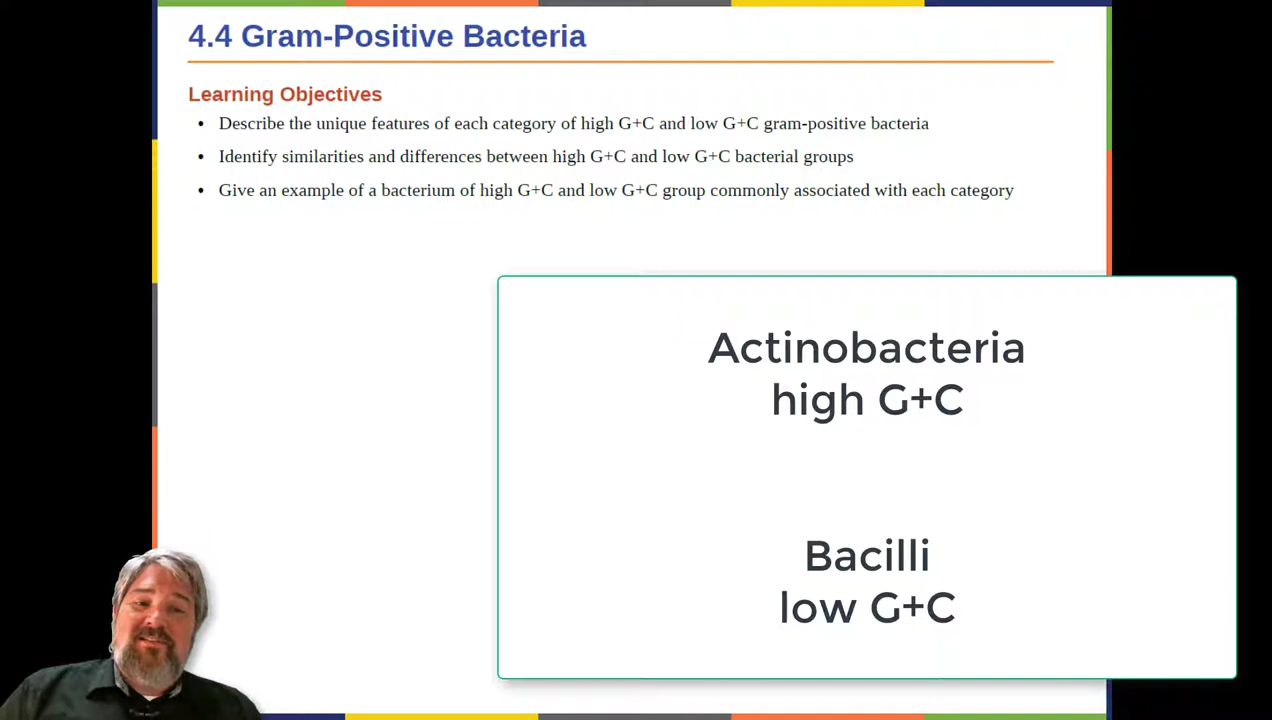 4.4 Gram-Positive Bacteria
Learning Objectives
• Describe the unique features of each category of high G+C and low G+C gram-positive bacteria
• Identify similarities and differences between high G+C and low G+C bacterial groups
• Give an example of a bacterium of high G+C and low G+C group commonly associated with each category
Actinobacteria
high G+C
Bacilli
low G+C